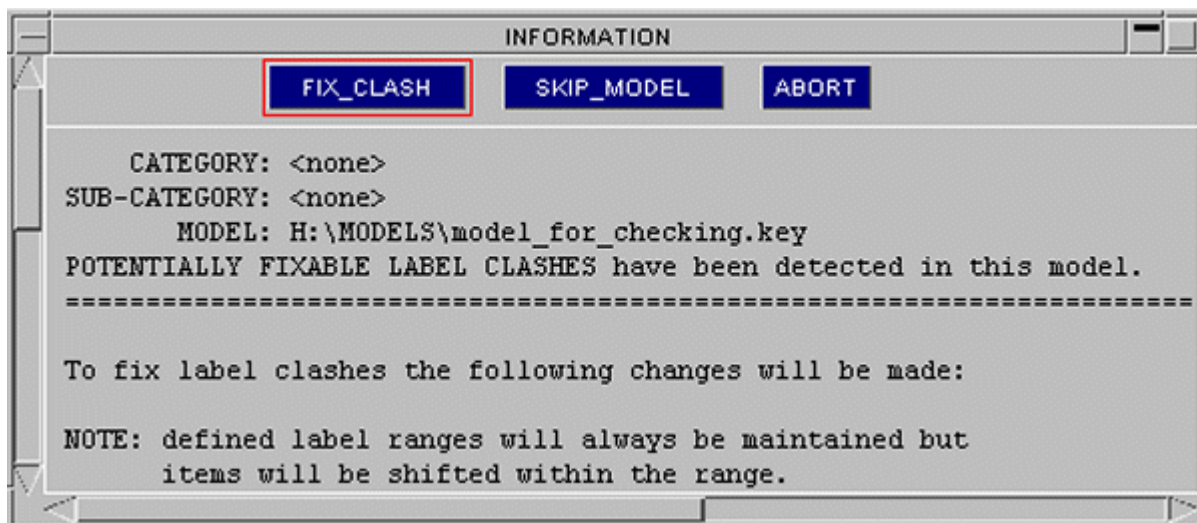 INFORMATION
FIX_CLASH SKIP_MODEL ABORT
CATEGORY: <none>
SUB-CATEGORY: <none>
MODEL: H:\MODELS\model_for_checking.key
POTENTIALLY FIXABLE LABEL CLASHES have been detected in this model.
======================================================================
To fix label clashes the following changes will be made:
NOTE: defined label ranges will always be maintained but
items will be shifted within the range.